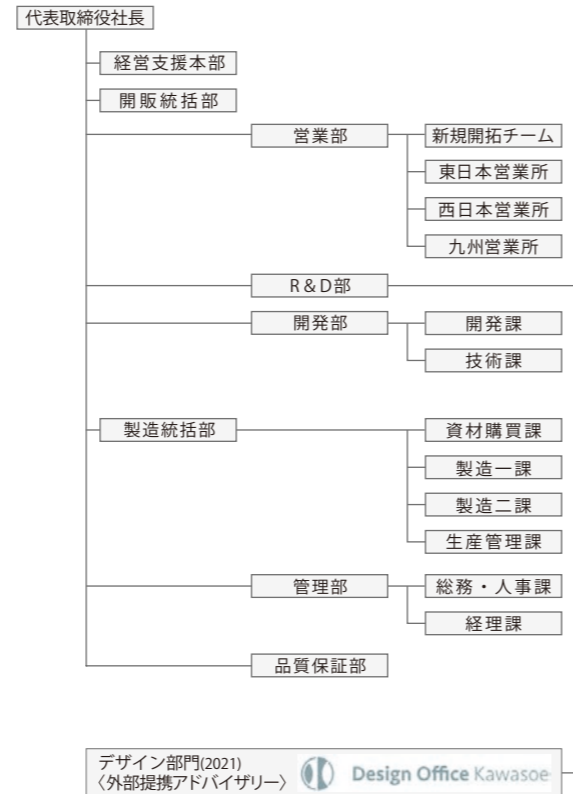 代表取締役社長
経営支援本部
開販統括部
営業部 新規開拓チーム
東日本営業所
西日本営業所
九州営業所
R&D部
開発部 開発課
技術課
製造統括部 資材購買課
製造一課
製造二課
生産管理課
管理部 総務・人事課
経理課
品質保証部
デザイン部門(2021)
〈外部提携アドバイザリー〉 Design Office Kawasoe